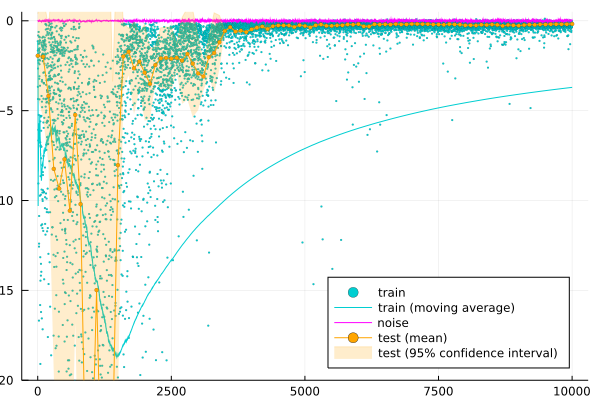 0
−5
10
15
train
train (moving average)
noise
test (mean)
test (95% confidence interval)
20
0 2500 5000 7500 10000